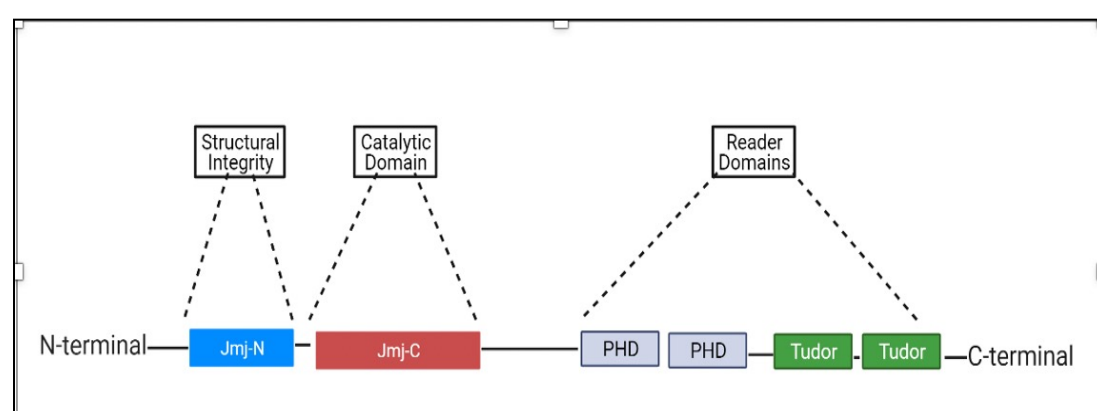 Structural
Integrity
Catalytic
Domain
Reader
Domains
N-terminal
Jmj-N
Jmj-C
PHD
PHD
Tudor
Tudor
C-terminal